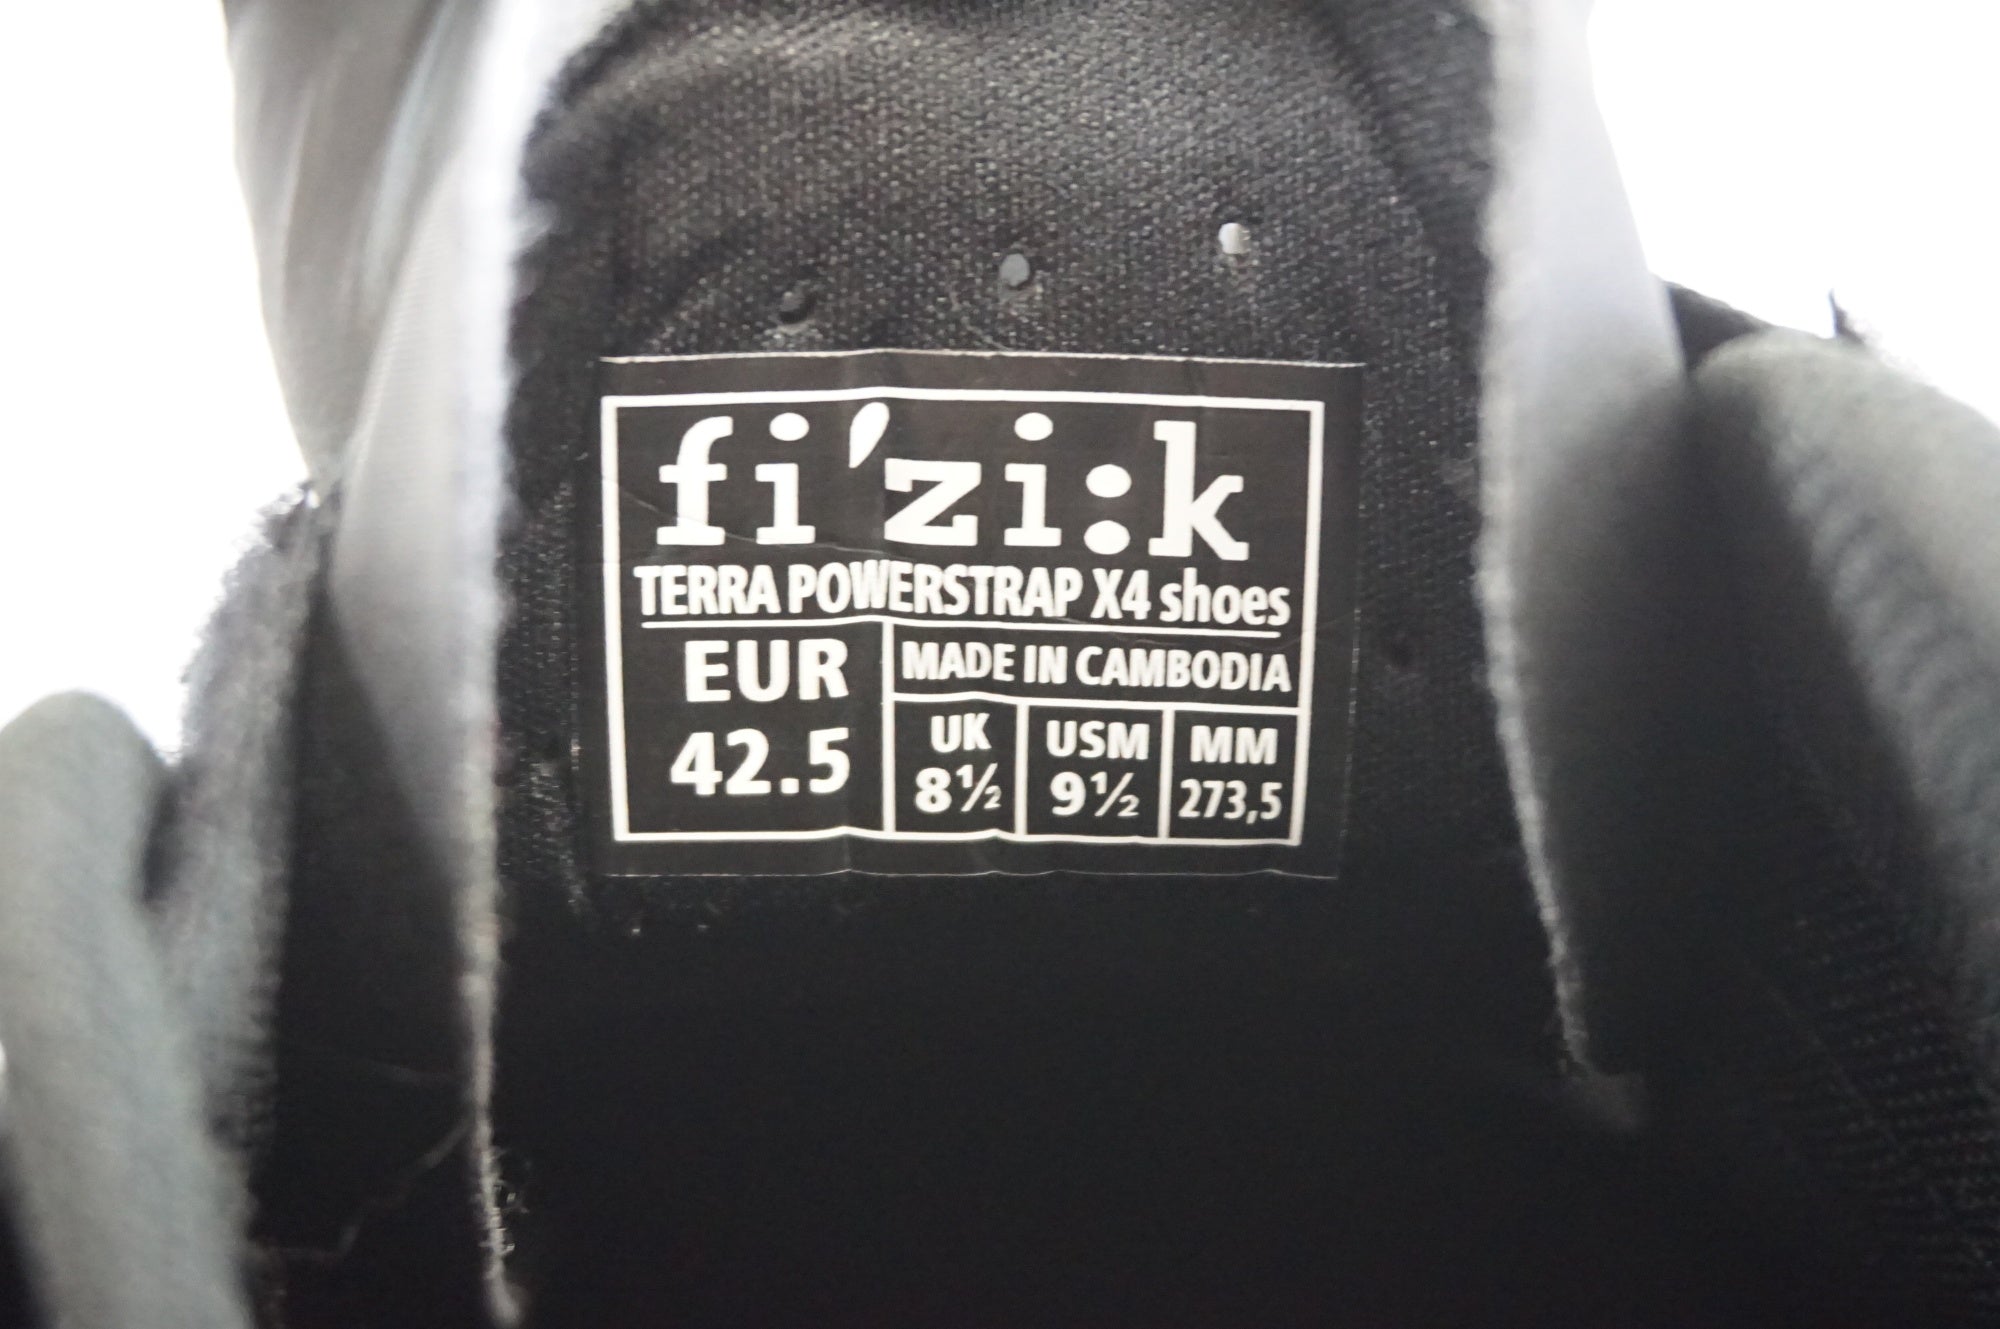 fi'zi:k
TERRA POWERSTRAP X4 shoes
EUR
42.5
MADE IN CAMBODIA
UK
8½
USM
9½
MM
273,5